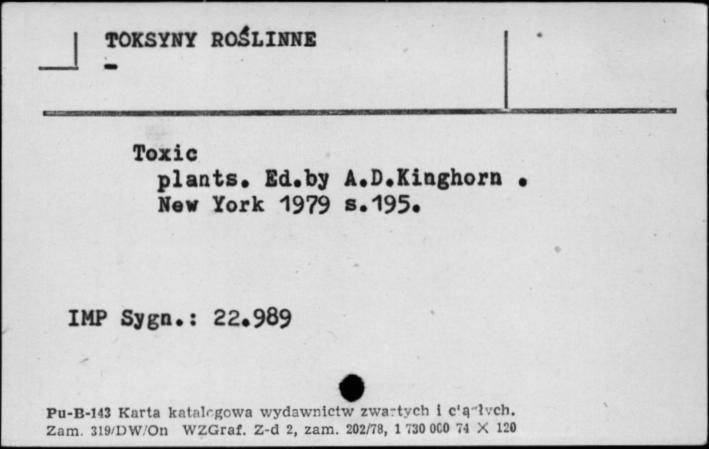 TOKSYNY ROŚLINNE
-
Toxic
plants. Ed.by A.D.Kinghorn .
New York 1979 s.195.
IMP Sygn.: 22.989
Pu-B-143 Karta katalogowa wydawnictw zwartych i c'ągłych.
Zam. 319/DW/On WZGraf. Z-d 2, zam. 202/78, 1 730 000 74 X 120